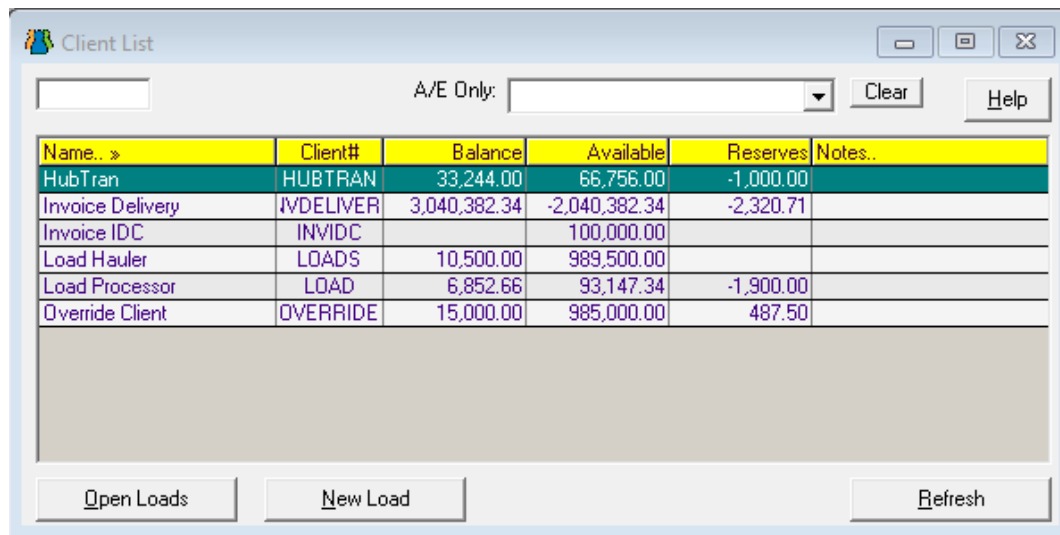 Client List
A/E Only: Clear Help
Name.. » Client# Balance Available Reserves Notes..
HubTran HUBTRAN 33,244.00 66,756.00 -1,000.00
Invoice Delivery 3,040,382.34 -2,040,382.34 -2,320.71
Invoice IDC INVIDC 100,000.00
Load Hauler LOADS 10,500.00 989,500.00
Load Processor LOAD 6,852.66 93,147.34 -1,900.00
Override Client OVERRIDE 15,000.00 985,000.00 487.50
Open Loads New Load Refresh